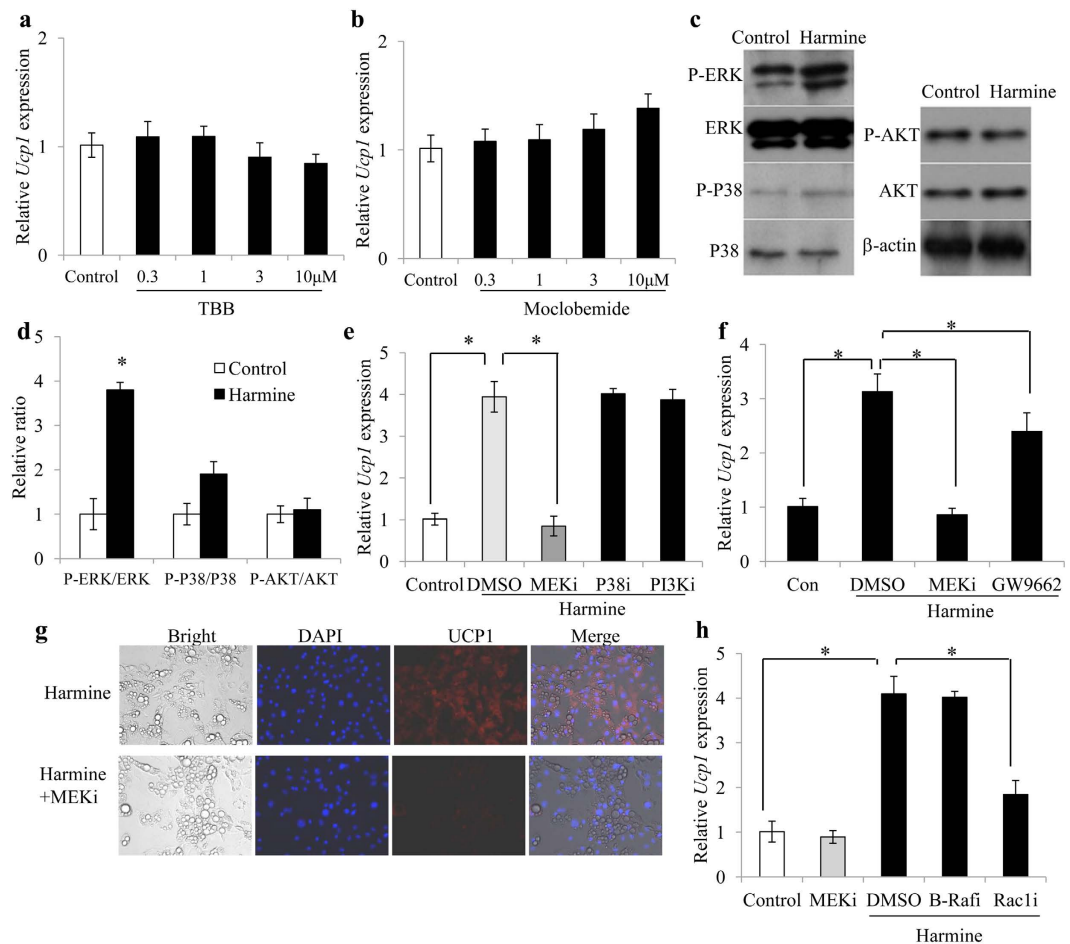 a
Relative Ucp1 expression
2
1
0
Control 0.3 1 3 10μM
TBB
b
Relative Ucp1 expression
2
1
0
Control 0.3 1 3 10μM
Moclobemide
c
Control Harmine
P-ERK
ERK
P-P38
P38
Control Harmine
P-AKT
AKT
β-actin
d
Relative ratio
5
4
3
2
1
0
*
Control
Harmine
P-ERK/ERK P-P38/P38 P-AKT/AKT
e
Relative Ucp1 expression
5
4
3
2
1
0
* *
Control DMSO MEKi P38i PI3Ki
Harmine
f
Relative Ucp1 expression
4
3
2
1
0
*
* *
Con DMSO MEKi GW9662
Harmine
g
Bright DAPI UCP1 Merge
Harmine
Harmine
+MEKi
h
Relative Ucp1 expression
5
4
3
2
1
0
* *
Control MEKi DMSO B-Rafi Rac1i
Harmine